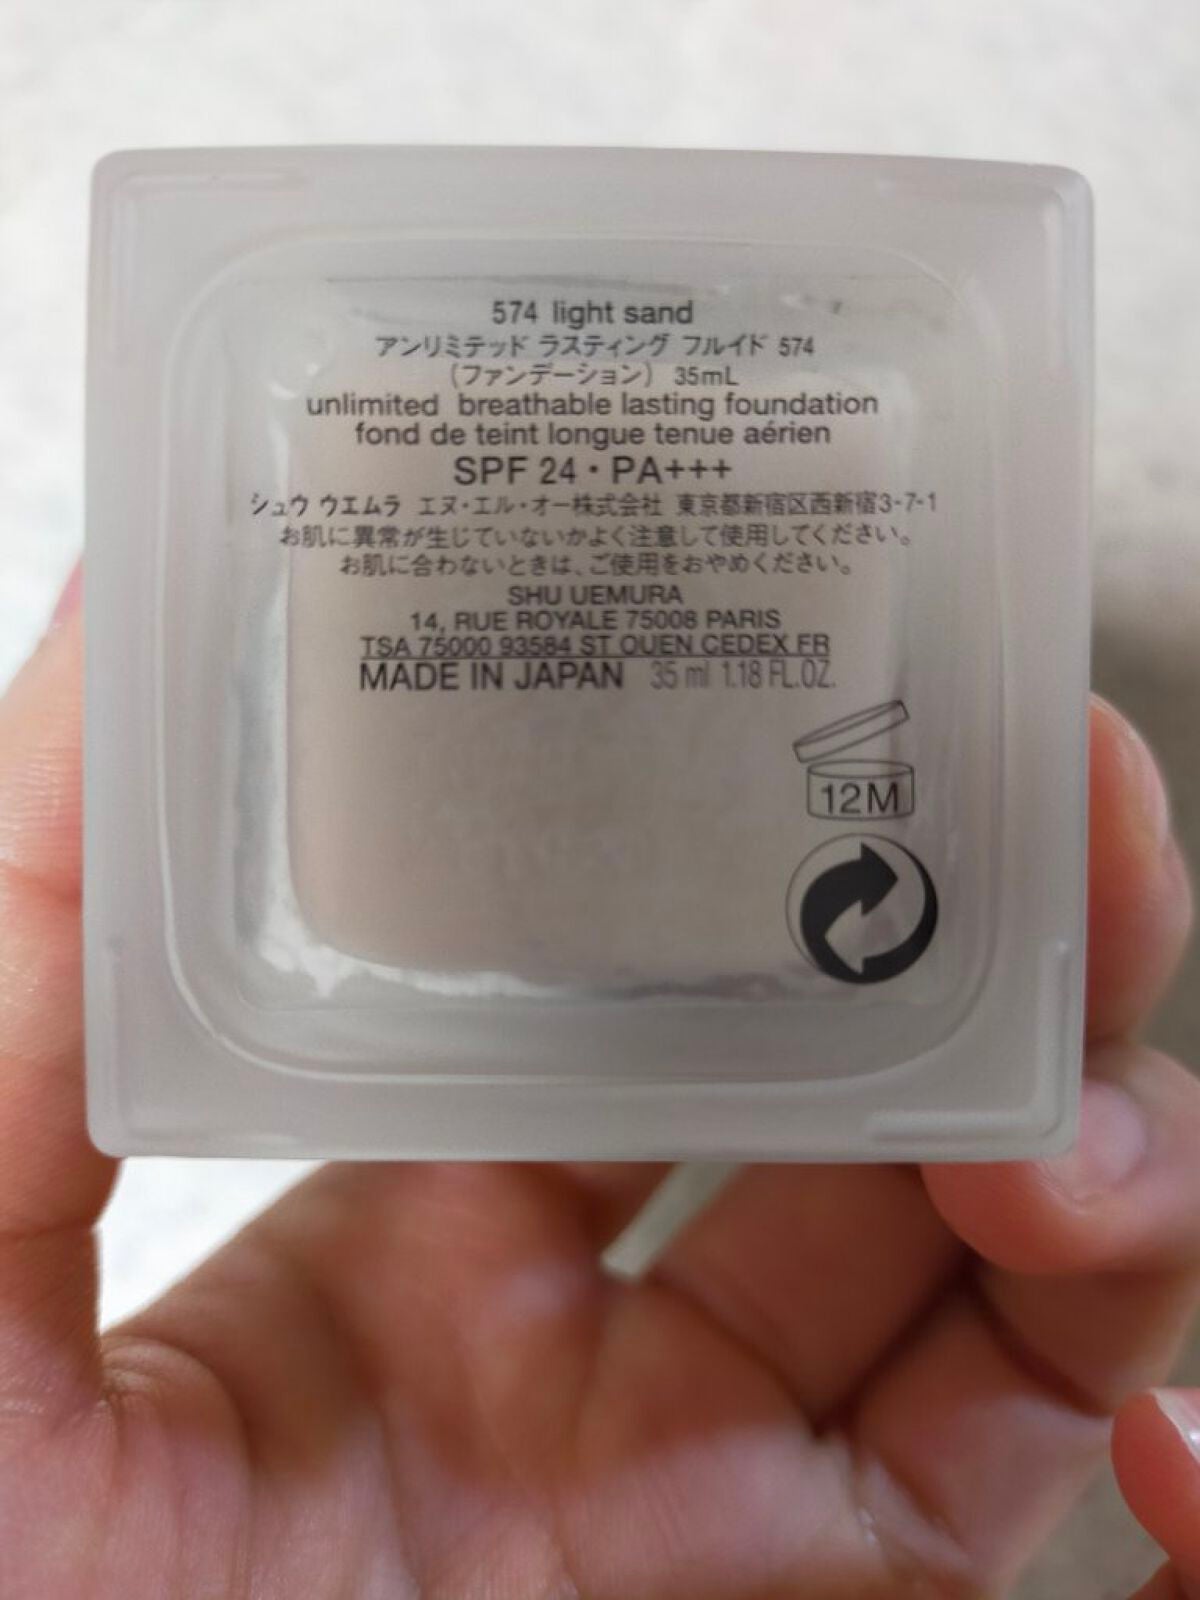 574 light sand
アンリミテッド ラスティング フルイド 574
（ファンデーション） 35mL
unlimited breathable lasting foundation
fond de teint longue tenue aérien
SPF 24・PA+++
シュウ ウエムラ エヌ・エル・オー株式会社 東京都新宿区西新宿3-7-1
お肌に異常が生じていないかよく注意して使用してください。
お肌に合わないときは、ご使用をおやめください。
SHU UEMURA
14, RUE ROYALE 75008 PARIS
TSA 75000 93584 ST OUEN CEDEX FR
MADE IN JAPAN 35 ml 1.18 FL.OZ.
12M